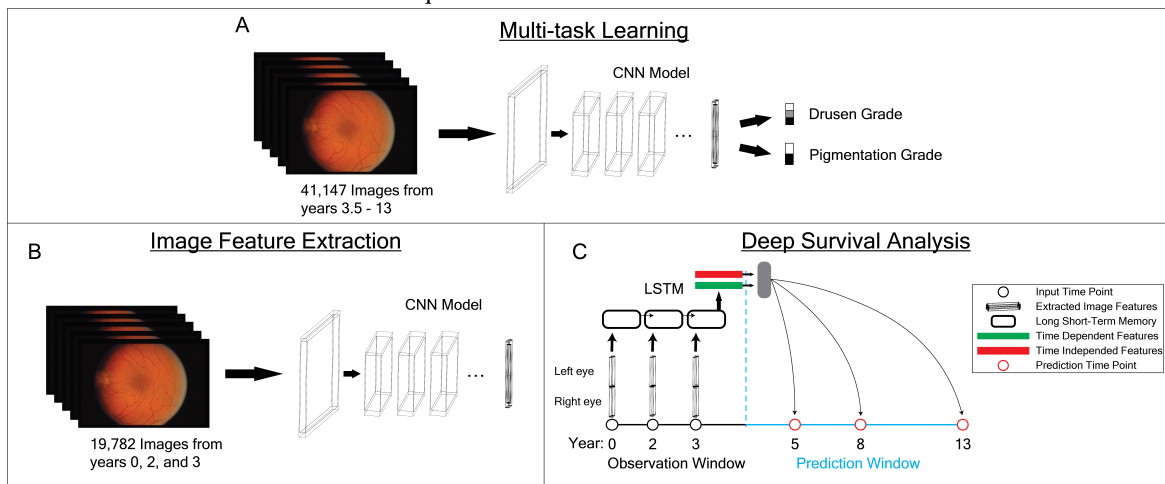 A
Multi-task Learning
CNN Model
...
Drusen Grade
Pigmentation Grade
41,147 Images from
years 3.5 - 13
B
Image Feature Extraction
CNN Model
...
19,782 Images from
years 0, 2, and 3
C
Deep Survival Analysis
LSTM
Left eye
Right eye
Year: 0 2 3 5 8 13
Observation Window
Prediction Window
Input Time Point
Extracted Image Features
Long Short-Term Memory
Time Dependent Features
Time Independed Features
Prediction Time Point